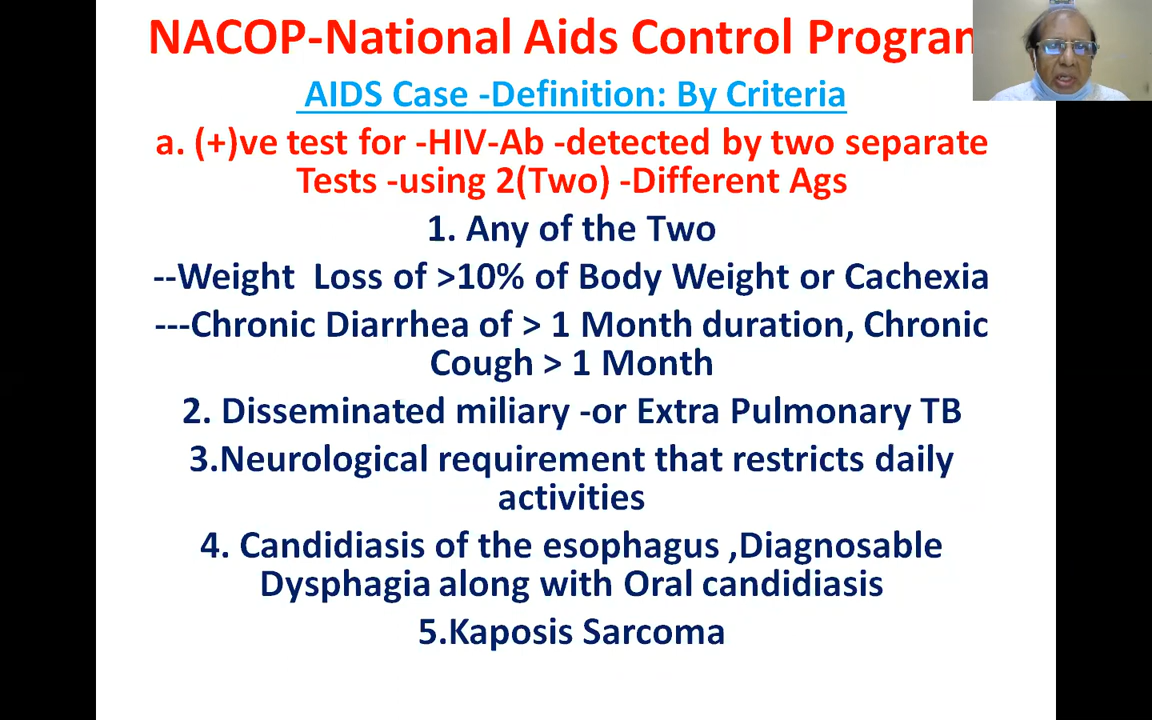 NACOP-National Aids Control Program
AIDS Case -Definition: By Criteria
a. (+)ve test for -HIV-Ab -detected by two separate
Tests -using 2(Two) -Different Ags
1. Any of the Two
--Weight Loss of >10% of Body Weight or Cachexia
---Chronic Diarrhea of > 1 Month duration, Chronic
Cough > 1 Month
2. Disseminated miliary -or Extra Pulmonary TB
3.Neurological requirement that restricts daily
activities
4. Candidiasis of the esophagus ,Diagnosable
Dysphagia along with Oral candidiasis
5.Kaposis Sarcoma